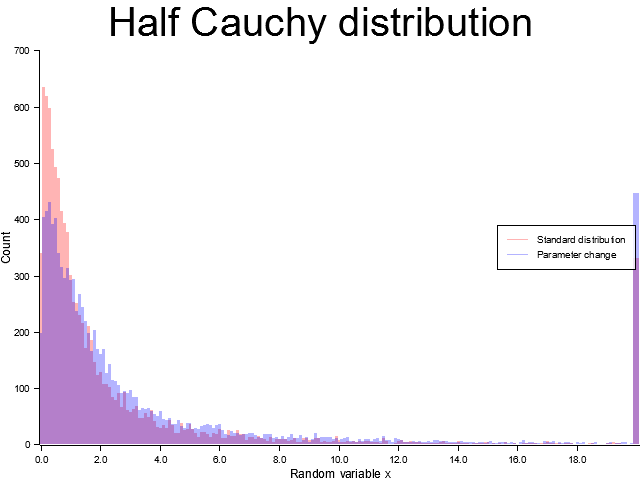 Half Cauchy distribution
700
600
500
400
300
200
100
0
Count
Standard distribution
Parameter change
0.0 2.0 4.0 6.0 8.0 10.0 12.0 14.0 16.0 18.0
Random variable x